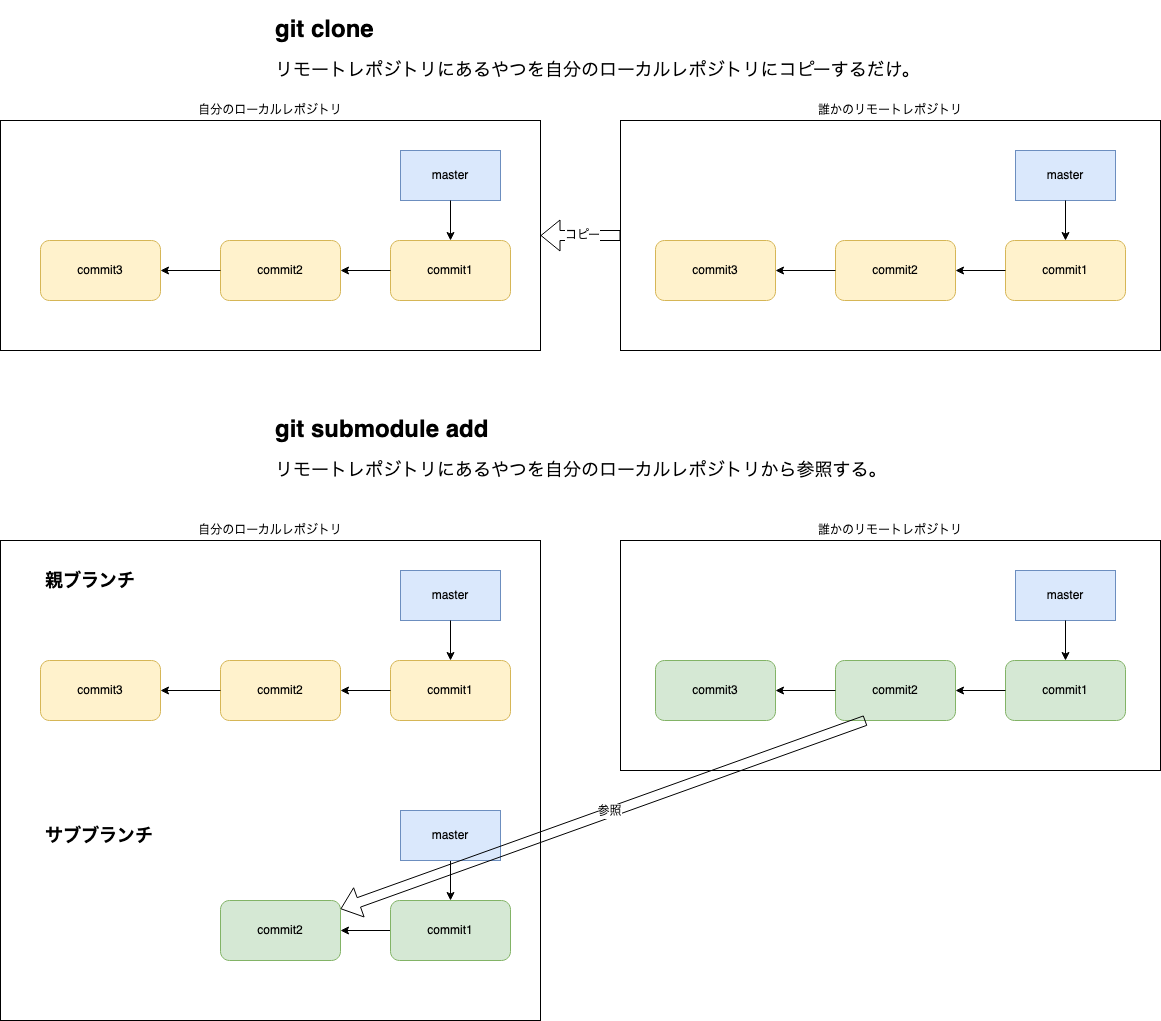 git clone
リモートレポジトリにあるやつを自分のローカルレポジトリにコピーするだけ。
自分のローカルレポジトリ
誰かのリモートレポジトリ
master
master
コピー
commit3
commit2
commit1
commit3
commit2
commit1
git submodule add
リモートレポジトリにあるやつを自分のローカルレポジトリから参照する。
自分のローカルレポジトリ
誰かのリモートレポジトリ
親ブランチ
master
master
commit3
commit2
commit1
commit3
commit2
commit1
参照
サブブランチ
master
commit2
commit1